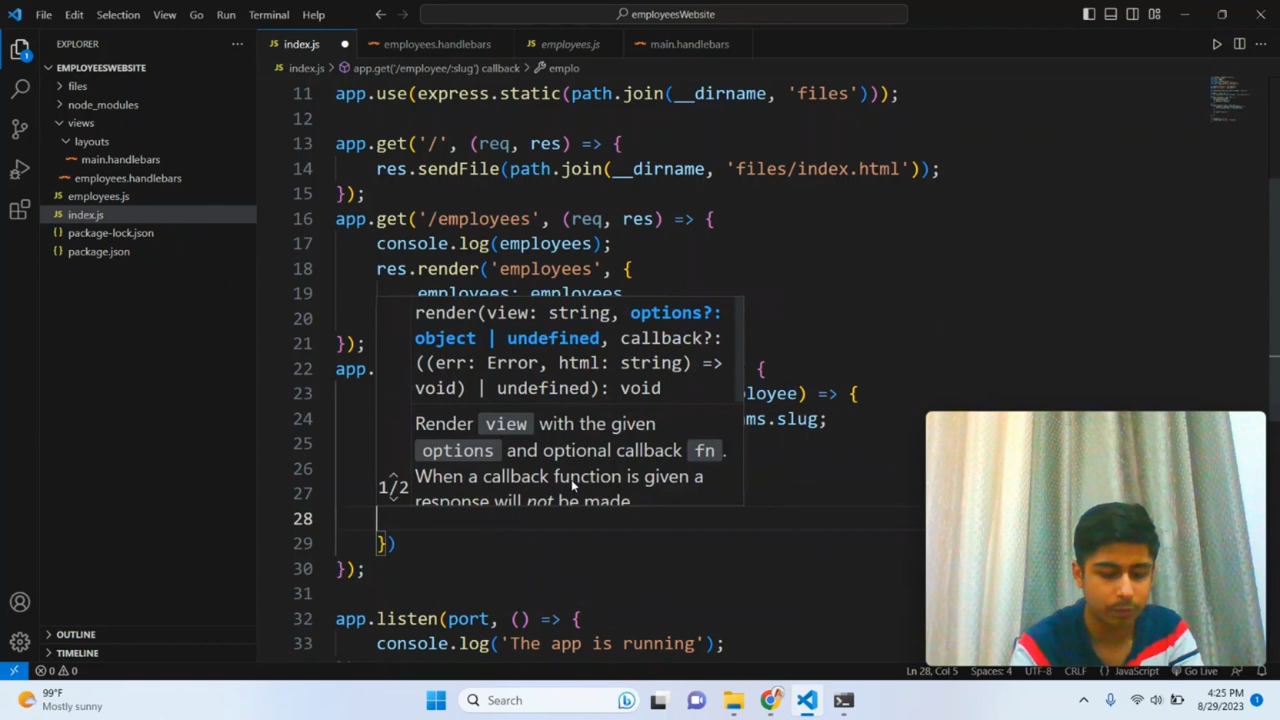 File Edit Selection View Go Run Terminal Help
employeesWebsite
EXPLORER
index.js
employees.handlebars
employees.js
main.handlebars
EMPLOYEESWEBSITE
index.js > app.get('/employee/:slug') callback > emplo
files
node_modules
views
layouts
main.handlebars
employees.handlebars
employees.js
index.js
package-lock.json
package.json
11 app.use(express.static(path.join(__dirname, 'files')));
12
13 app.get('/', (req, res) => {
14 res.sendFile(path.join(__dirname, 'files/index.html'));
15 });
16 app.get('/employees', (req, res) => {
17 console.log(employees);
18 res.render('employees', {
19 employees: employees
20
21 });
22 app. {
23 loyee) => {
24 ms.slug;
25
26
27
28
29 })
30 });
31
32 app.listen(port, () => {
33 console.log('The app is running');
render(view: string, options?:
object | undefined, callback?:
((err: Error, html: string) =>
void) | undefined): void
Render view with the given
options and optional callback fn.
When a callback function is given a
1/2 response will not be made
OUTLINE
TIMELINE
0 0
Ln 28, Col 5 Spaces: 4 UTF-8 CRLF {} JavaScript Go Live
1
99°F
Mostly sunny
Search
4:25 PM
8/29/2023
1